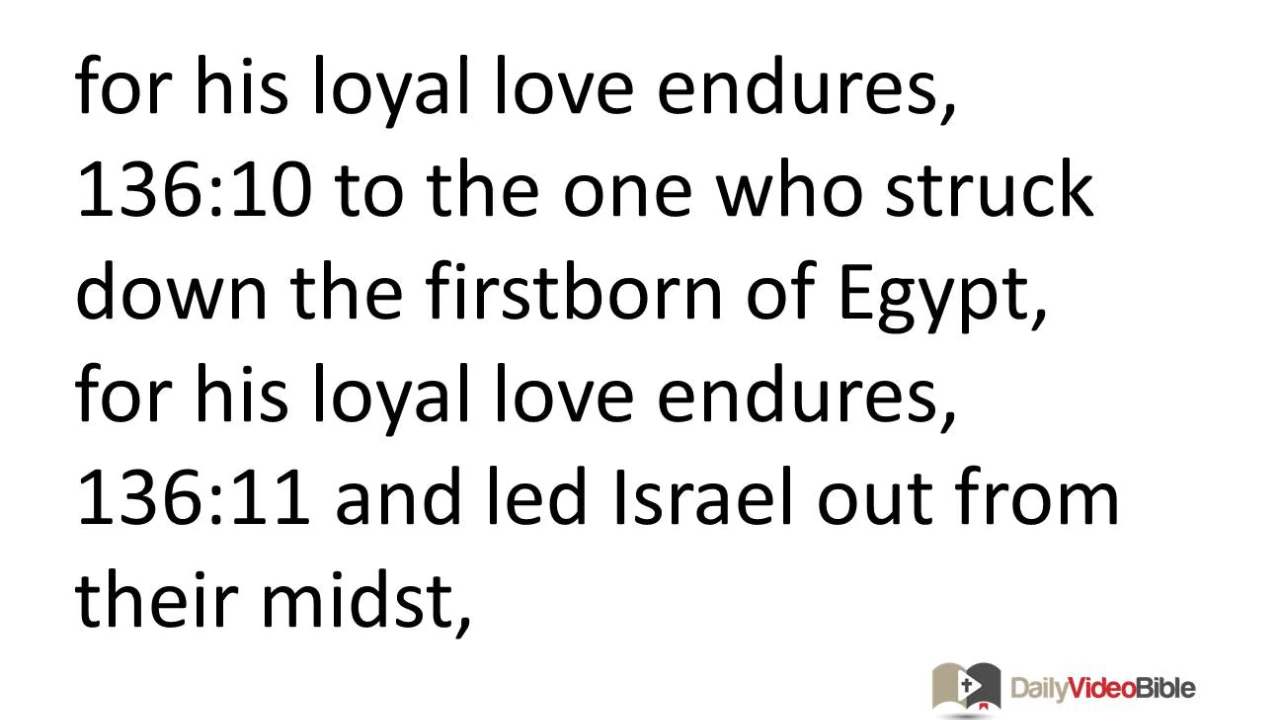 for his loyal love endures,
136:10 to the one who struck
down the firstborn of Egypt,
for his loyal love endures,
136:11 and led Israel out from
their midst,
DailyVideoBible